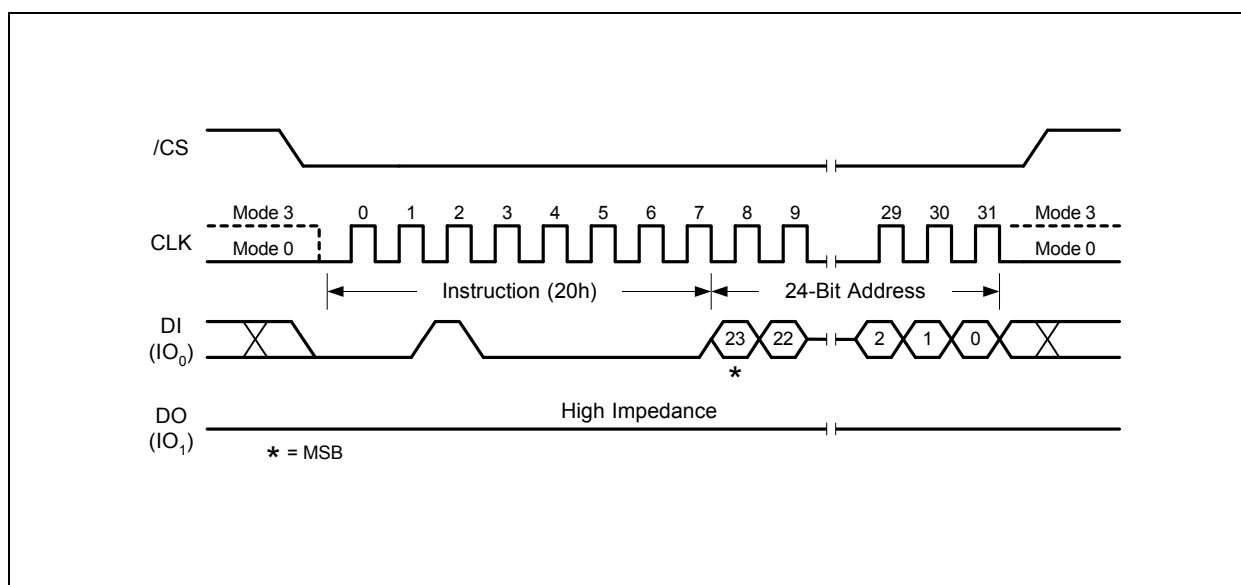 /CS
Mode 3 0 1 2 3 4 5 6 7 8 9 29 30 31 Mode 3
CLK Mode 0 Mode 0
Instruction (20h) 24-Bit Address
DI
(IO0) 23 22 2 1 0
*
DO High Impedance
(IO1)
* = MSB